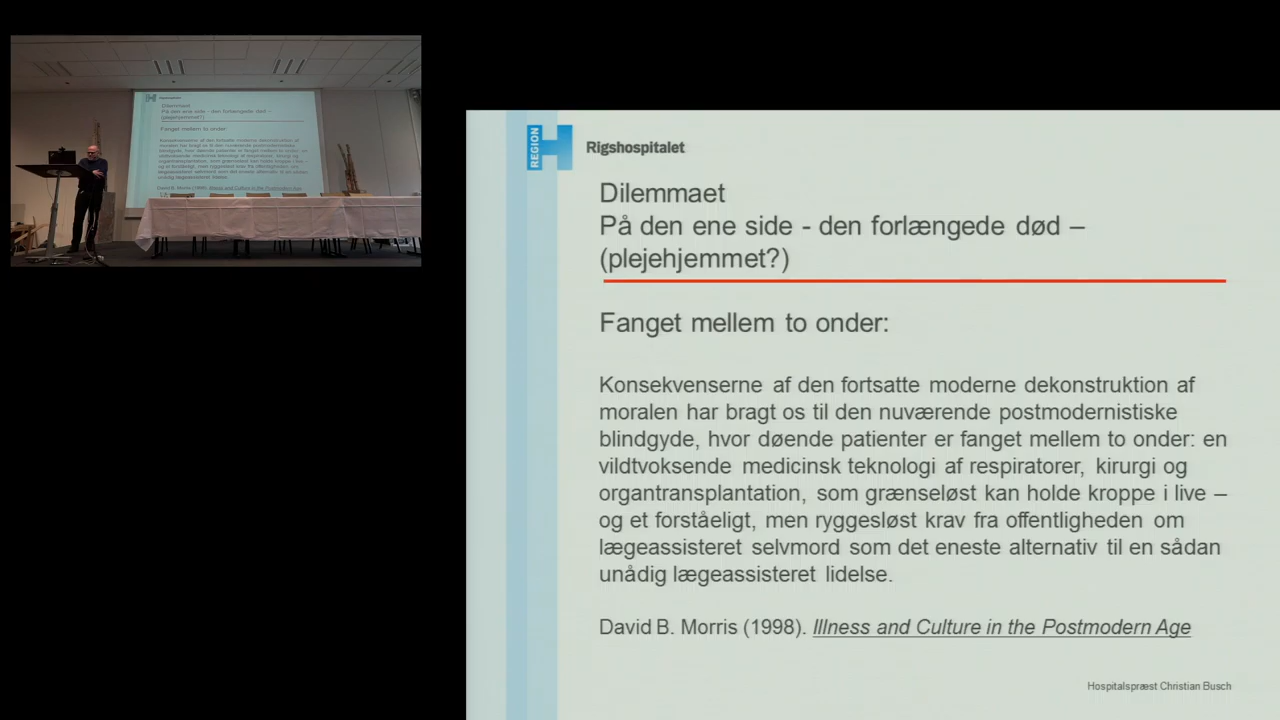 REGION
Rigshospitalet
Dilemmaet
På den ene side - den forlængede død –
(plejehjemmet?)
Fanget mellem to onder:
Konsekvenserne af den fortsatte moderne dekonstruktion af
moralen har bragt os til den nuværende postmodernistiske
blindgyde, hvor døende patienter er fanget mellem to onder: en
vildtvoksende medicinsk teknologi af respiratorer, kirurgi og
organtransplantation, som grænseløst kan holde kroppe i live –
og et forståeligt, men ryggesløst krav fra offentligheden om
lægeassisteret selvmord som det eneste alternativ til en sådan
unådig lægeassisteret lidelse.
David B. Morris (1998). Illness and Culture in the Postmodern Age
Hospitalspræst Christian Busch